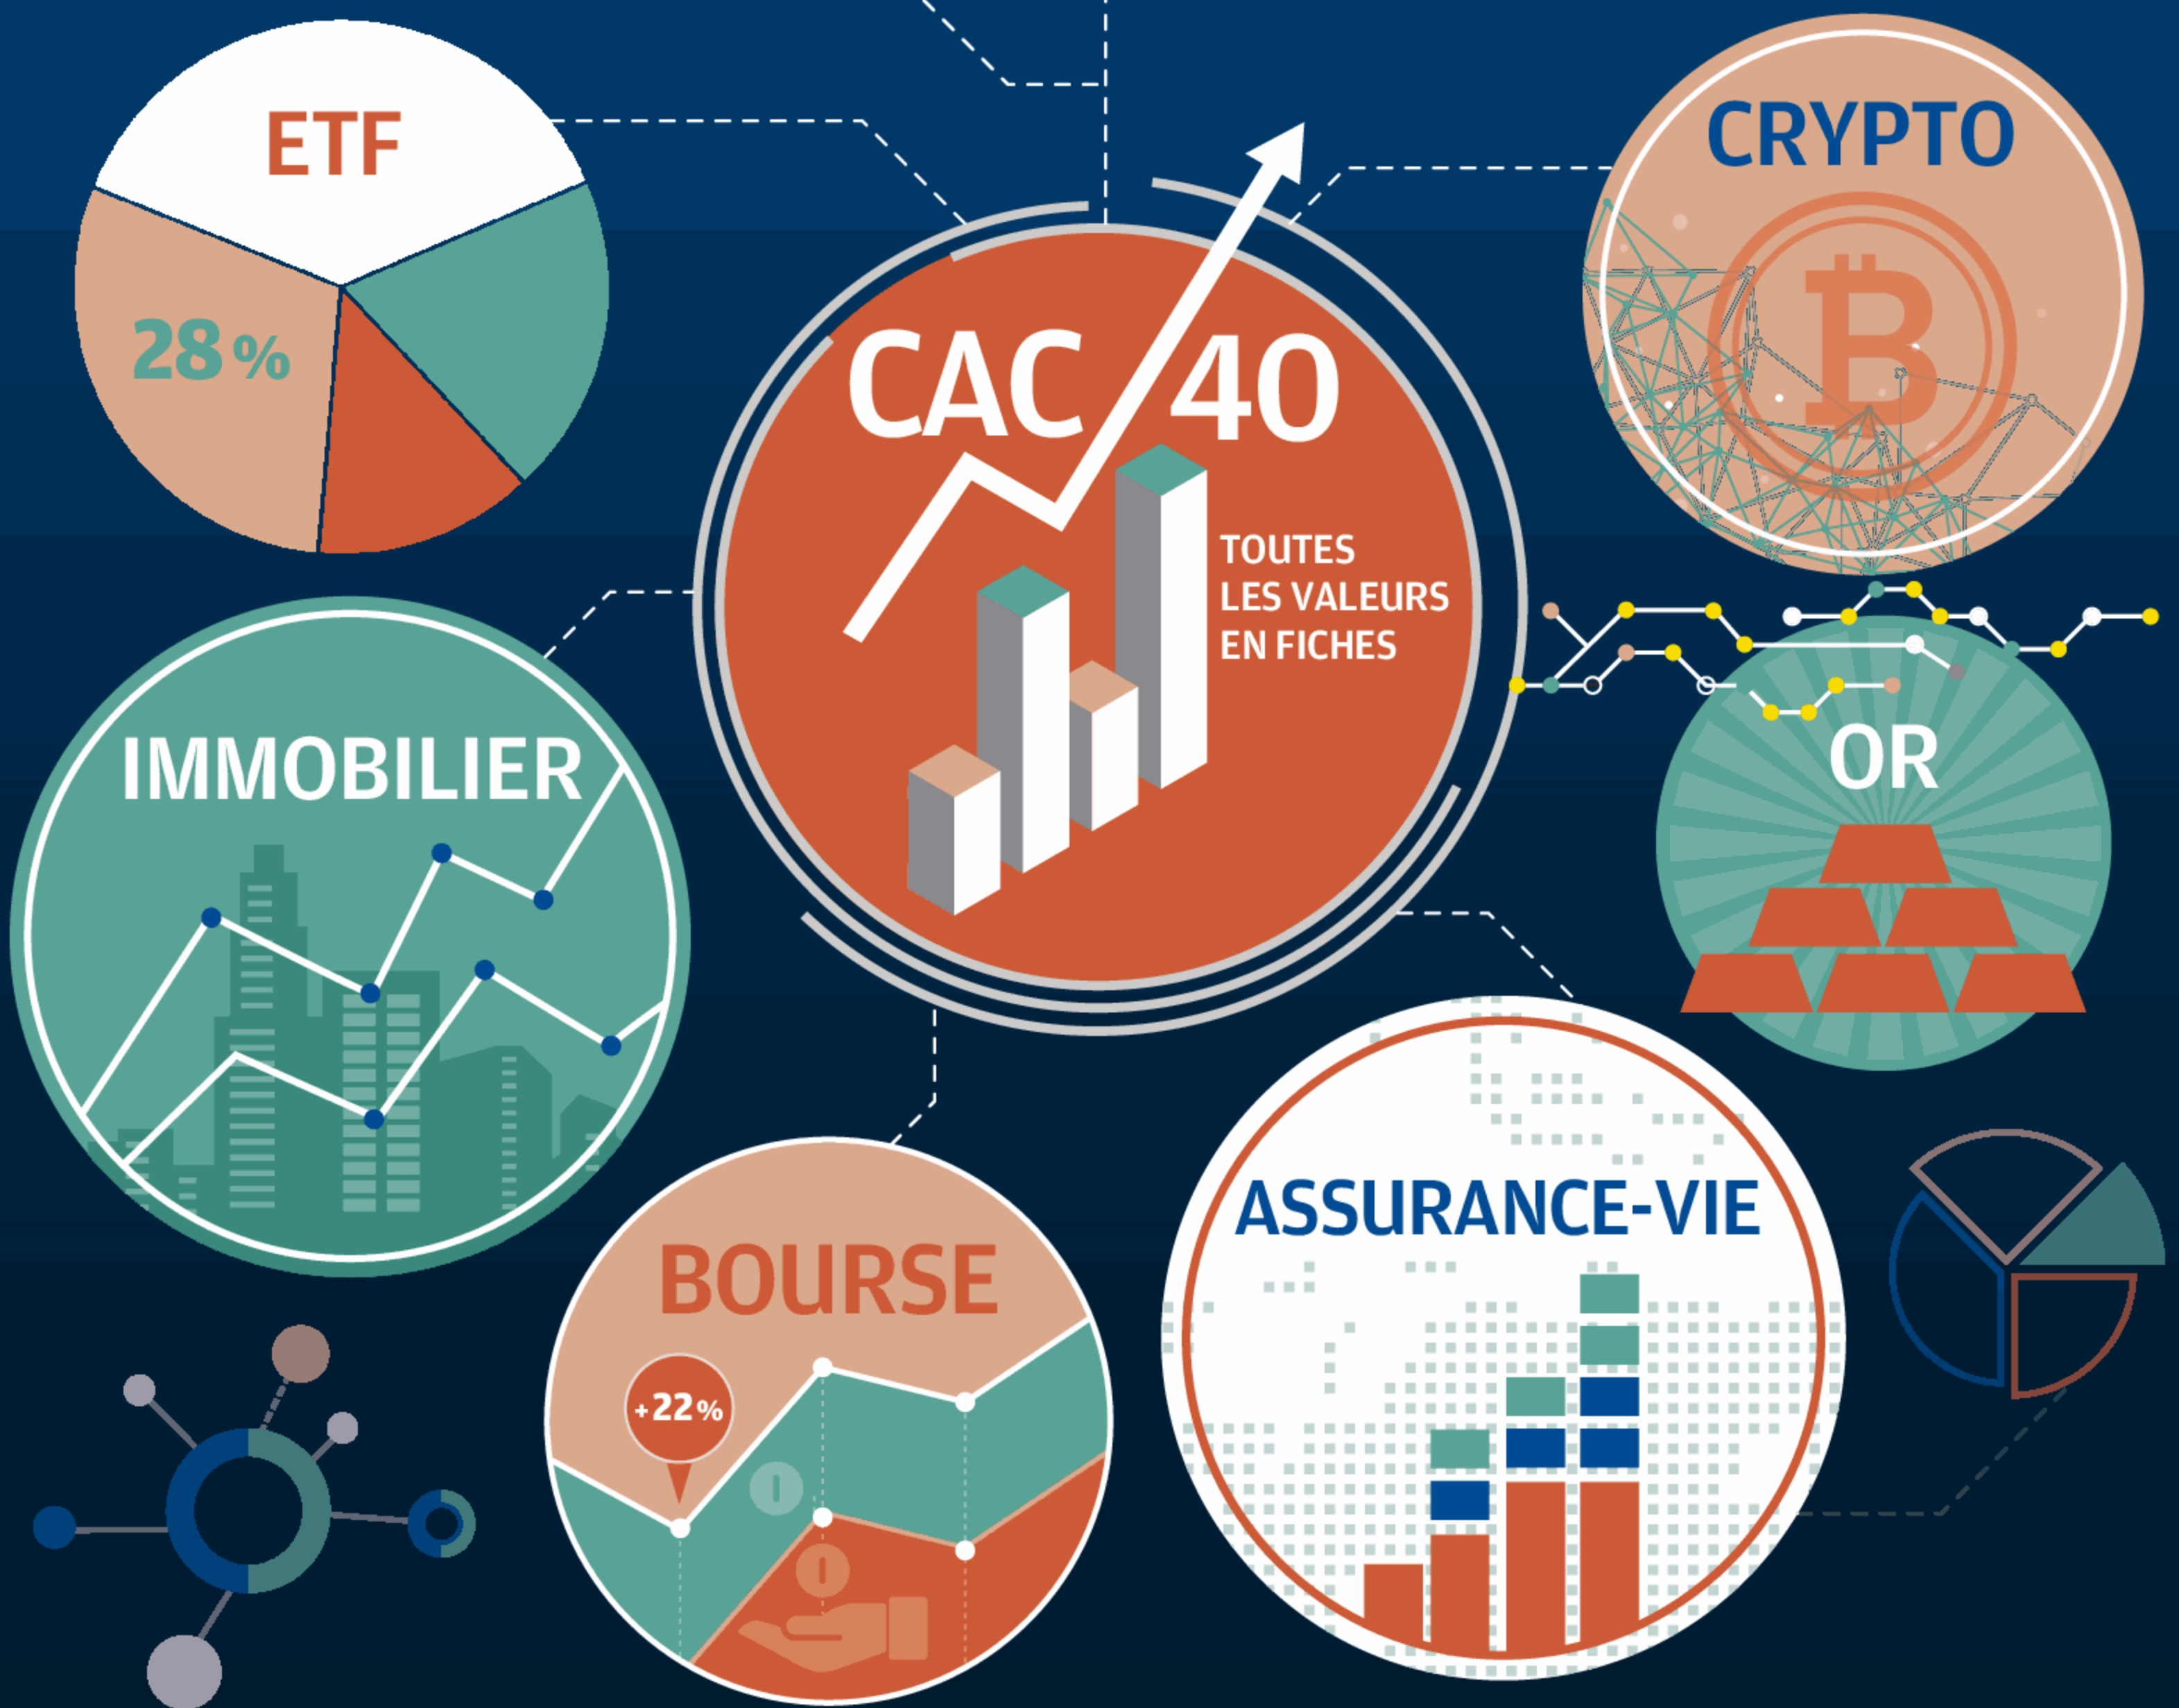 ETF
28%
CRYPTO
CAC 40
TOUTES
LES VALEURS
EN FICHES
IMMOBILIER
OR
ASSURANCE-VIE
BOURSE
+22%